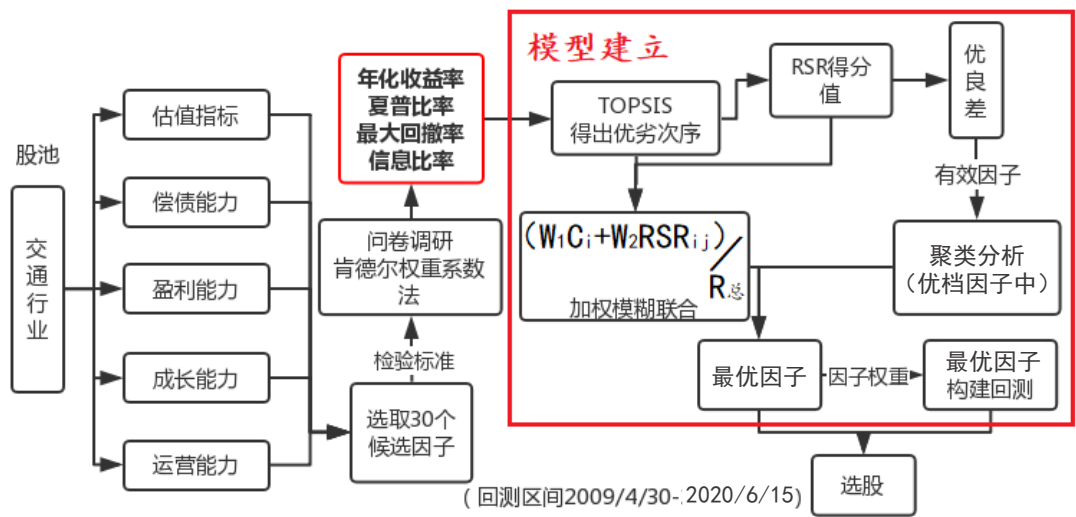 股池
交
通
行
业
估值指标
偿债能力
盈利能力
成长能力
运营能力
选取30个
候选因子
检验标准
问卷调研
肯德尔权重系数
法
年化收益率
夏普比率
最大回撤率
信息比率
模型建立
TOPSIS
得出优劣次序
RSR得分
值
优
良
差
有效因子
聚类分析
（优档因子中）
(W₁Cᵢ+W₂RSRᵢⱼ)/R总
加权模糊联合
最优因子
因子权重
最优因子
构建回测
选股
(回测区间2009/4/30-2020/6/15)